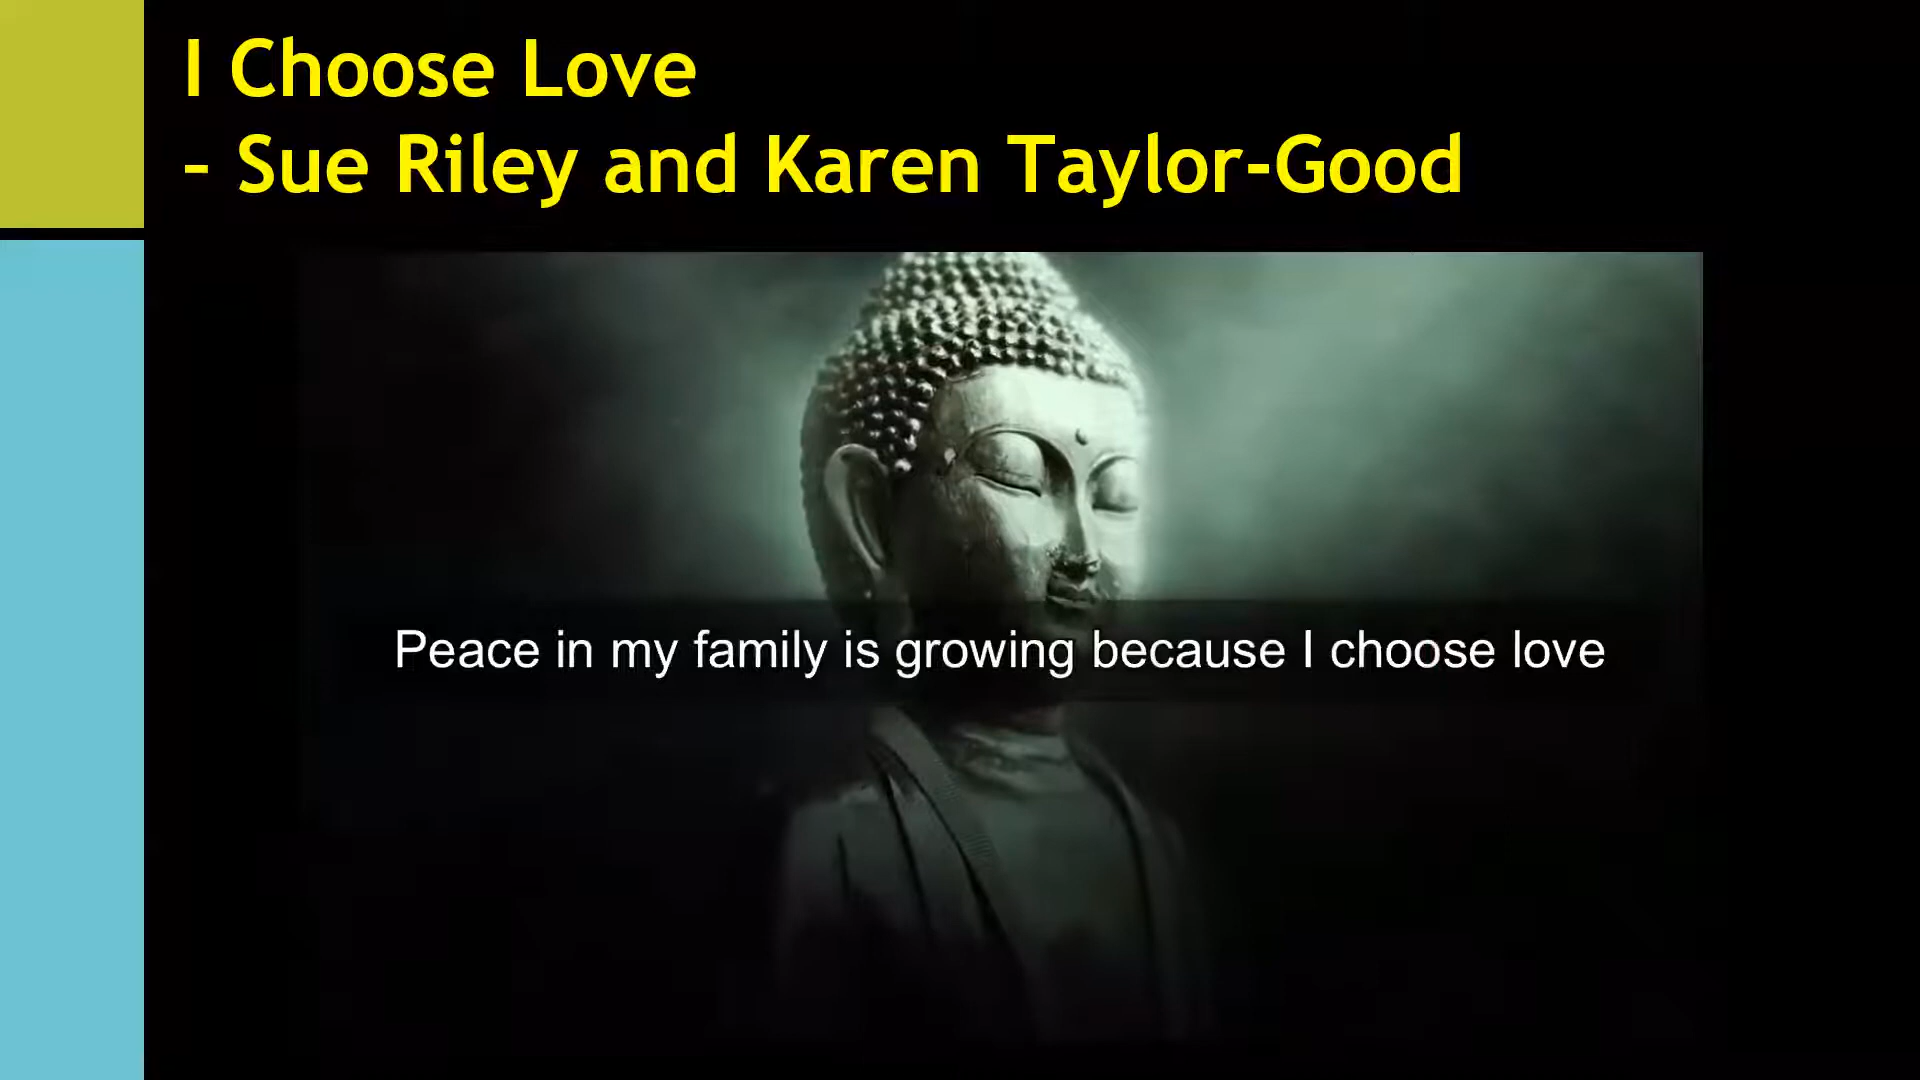 I Choose Love
– Sue Riley and Karen Taylor-Good
Peace in my family is growing because I choose love